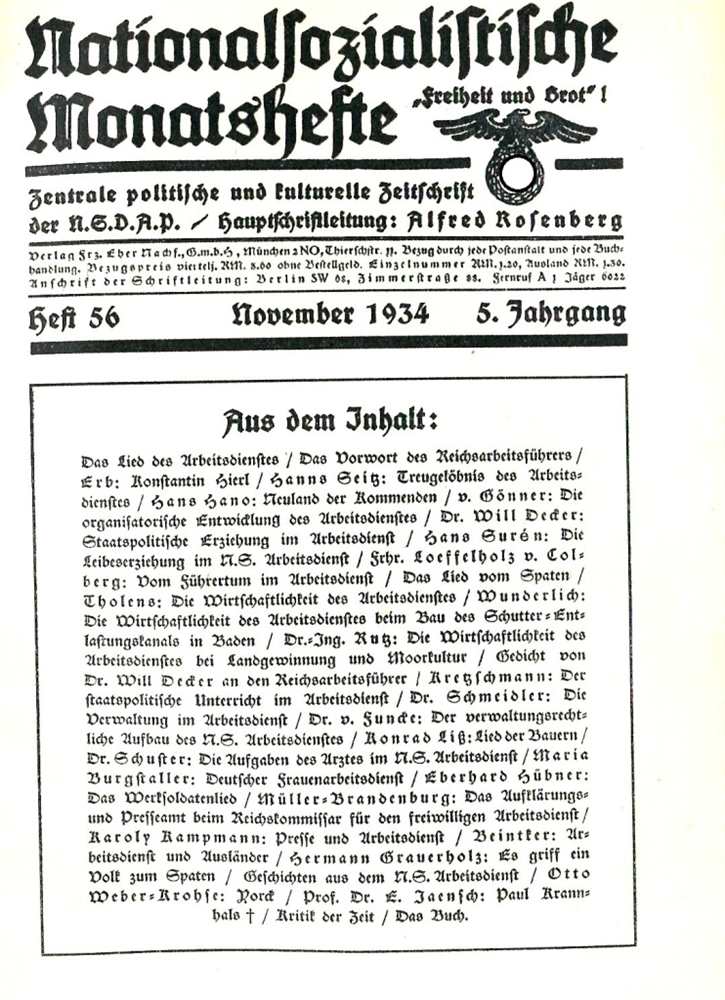 Nationalsozialistische
Monatshefte „Freiheit und Brot“!
Zentrale politische und kulturelle Zeitschrift
der N.S.D.A.P. / Hauptschriftleitung: Alfred Rosenberg
Verlag Frz. Eher Nachf., G.m.b.H., München 2 NO, Thierschstr. 11. Bezug durch jede Postanstalt und jede Buch-
handlung. Bezugspreis viertelj. RM. 3.60 ohne Bestellgeld. Einzelnummer RM. 1.20, Ausland RM. 1.30.
Anschrift der Schriftleitung: Berlin SW 68, Zimmerstraße 88. Fernruf A 1 Jäger 6022
Heft 56 November 1934 5. Jahrgang
Aus dem Inhalt:
Das Lied des Arbeitsdienstes / Das Vorwort des Reichsarbeitsführers /
Erb: Konstantin Hierl / Hanns Seitz: Treugelöbnis des Arbeits-
dienstes / Hans Hano: Neuland der Kommenden / v. Gönner: Die
organisatorische Entwicklung des Arbeitsdienstes / Dr. Will Decker:
Staatspolitische Erziehung im Arbeitsdienst / Hans Surén: Die
Leibeserziehung im N.S. Arbeitsdienst / Frhr. Loeffelholz v. Col-
berg: Vom Führertum im Arbeitsdienst / Das Lied vom Spaten /
Tholens: Die Wirtschaftlichkeit des Arbeitsdienstes / Wunderlich:
Die Wirtschaftlichkeit des Arbeitsdienstes beim Bau des Schutter-Ent-
lastungskanals in Baden / Dr.-Ing. Rutz: Die Wirtschaftlichkeit des
Arbeitsdienstes bei Landgewinnung und Moorkultur / Gedicht von
Dr. Will Decker an den Reichsarbeitsführer / Kretzschmann: Der
staatspolitische Unterricht im Arbeitsdienst / Dr. Schmeidler: Die
Verwaltung im Arbeitsdienst / Dr. v. Funcke: Der verwaltungsrecht-
liche Aufbau des N.S. Arbeitsdienstes / Konrad Liß: Lied der Bauern /
Dr. Schuster: Die Aufgaben des Arztes im N.S. Arbeitsdienst / Maria
Burgstaller: Deutscher Frauenarbeitsdienst / Eberhard Hübner:
Das Werksoldatenlied / Müller-Brandenburg: Das Aufklärungs-
und Presseamt beim Reichskommissar für den freiwilligen Arbeitsdienst /
Karoly Kampmann: Presse und Arbeitsdienst / Beintker: Ar-
beitsdienst und Ausländer / Hermann Grauerholz: Es griff ein
Volk zum Spaten / Geschichten aus dem N.S. Arbeitsdienst / Otto
Weber-Krohse: Yorck / Prof. Dr. E. Jaensch: Paul Krann-
hals † / Kritik der Zeit / Das Buch.